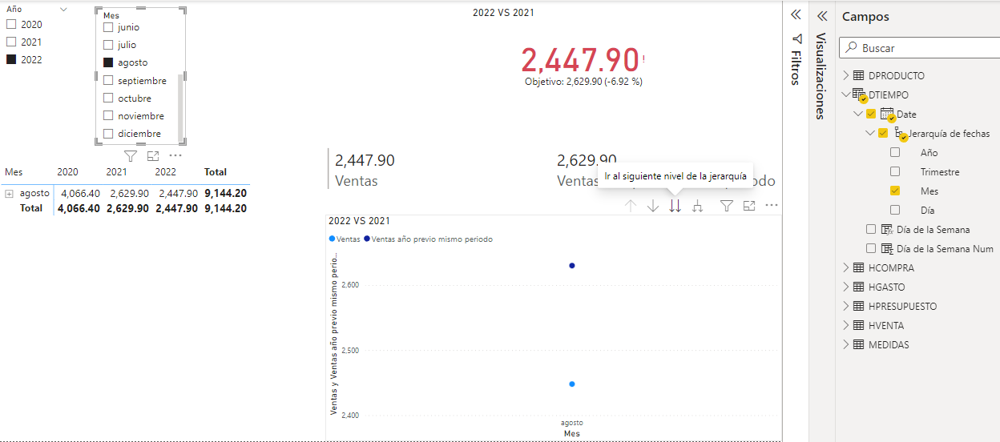 Año
2020
2021
2022
Mes
junio
julio
agosto
septiembre
octubre
noviembre
diciembre
Mes 2020 2021 2022 Total
agosto 4,066.40 2,629.90 2,447.90 9,144.20
Total 4,066.40 2,629.90 2,447.90 9,144.20
2022 VS 2021
2,447.90!
Objetivo: 2,629.90 (-6.92 %)
2,447.90
Ventas
2,629.90
Ir al siguiente nivel de la jerarquía
2022 VS 2021
Ventas Ventas año previo mismo periodo
Ventas y Ventas año previo mismo perio...
2,600
2,500
2,400
agosto
Mes
Filtros
Visualizaciones
Campos
Buscar
DPRODUCTO
DTIEMPO
Date
Jerarquía de fechas
Año
Trimestre
Mes
Día
Día de la Semana
Día de la Semana Num
HCOMPRA
HGASTO
HPRESUPUESTO
HVENTA
MEDIDAS